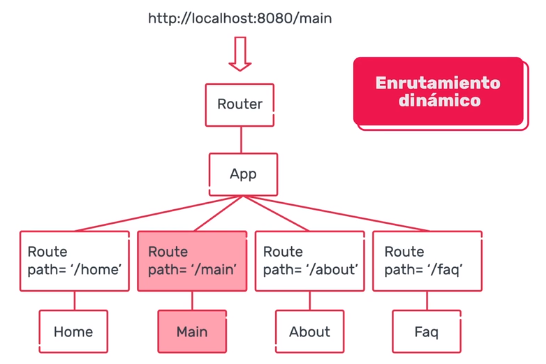 http://localhost:8080/main
Enrutamiento
dinámico
Router
App
Route
path= ‘/home’
Route
path= ‘/main’
Route
path= ‘/about’
Route
path= ‘/faq’
Home
Main
About
Faq